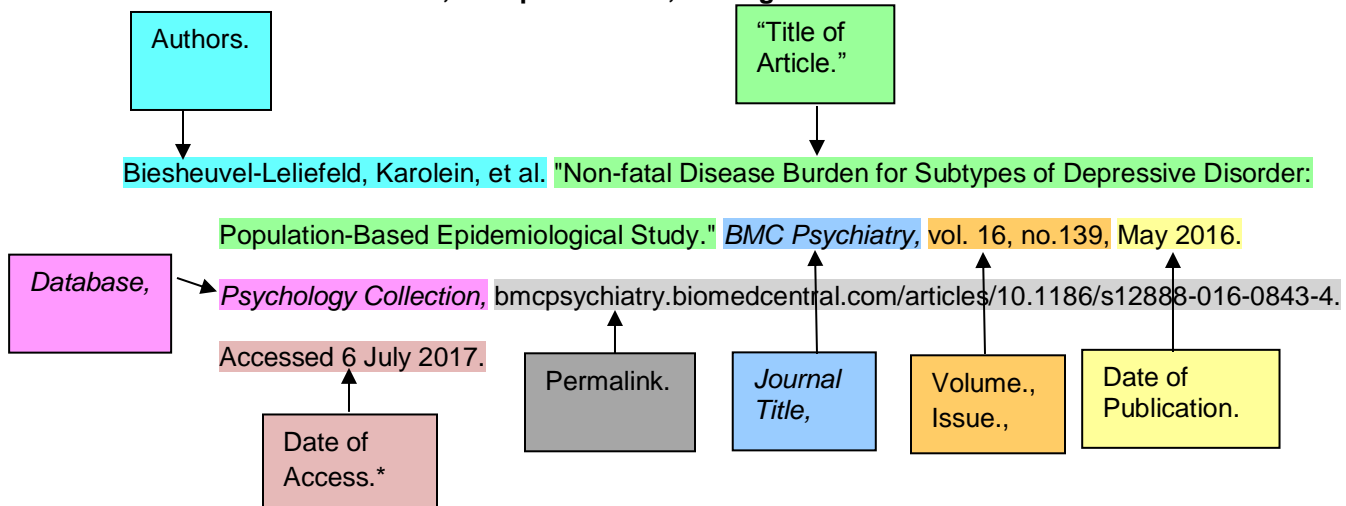 Authors.
“Title of
Article.”
Biesheuvel-Leliefeld, Karolein, et al. "Non-fatal Disease Burden for Subtypes of Depressive Disorder:
Population-Based Epidemiological Study." BMC Psychiatry, vol. 16, no.139, May 2016.
Database,
Psychology Collection, bmcpsychiatry.biomedcentral.com/articles/10.1186/s12888-016-0843-4.
Accessed 6 July 2017.
Permalink.
Journal
Title,
Volume.,
Issue.,
Date of
Publication.
Date of
Access.*